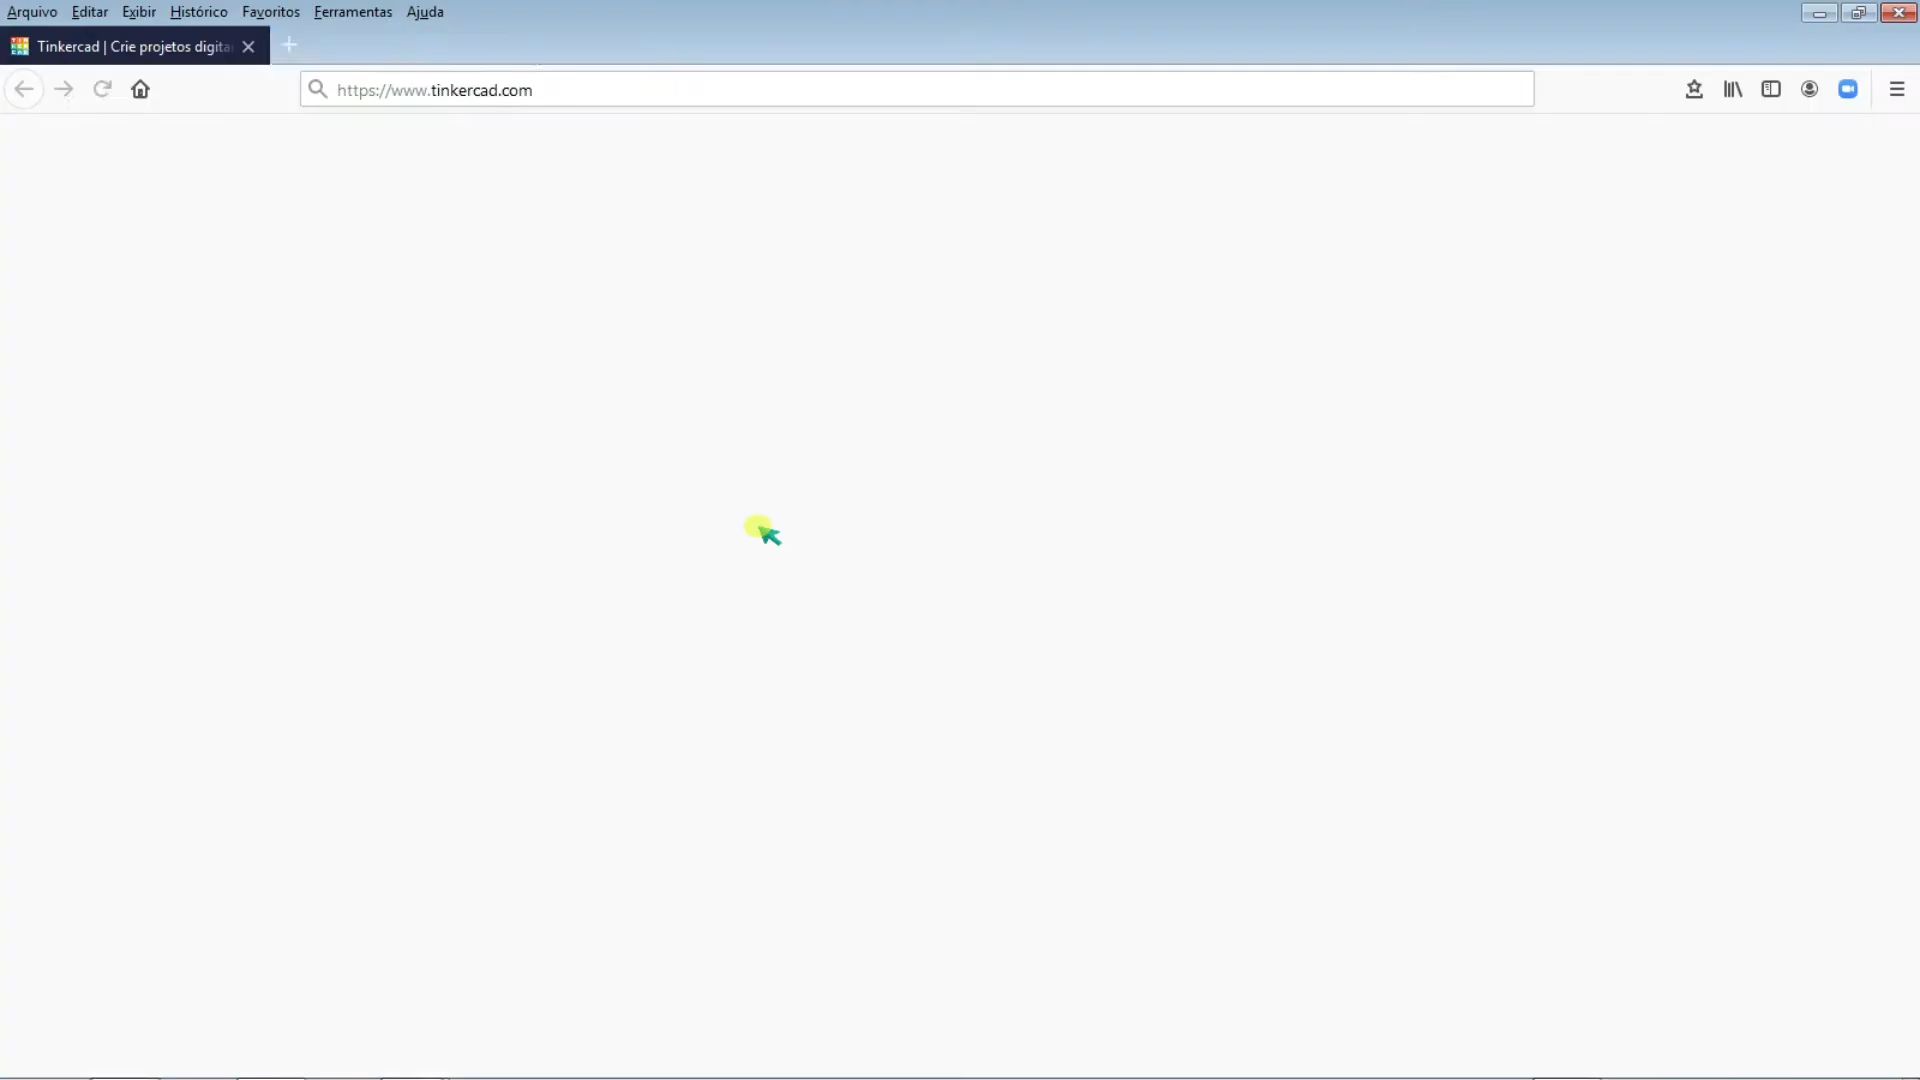 Arquivo Editar Exibir Histórico Favoritos Ferramentas Ajuda
Tinkercad | Crie projetos digita
https://www.tinkercad.com